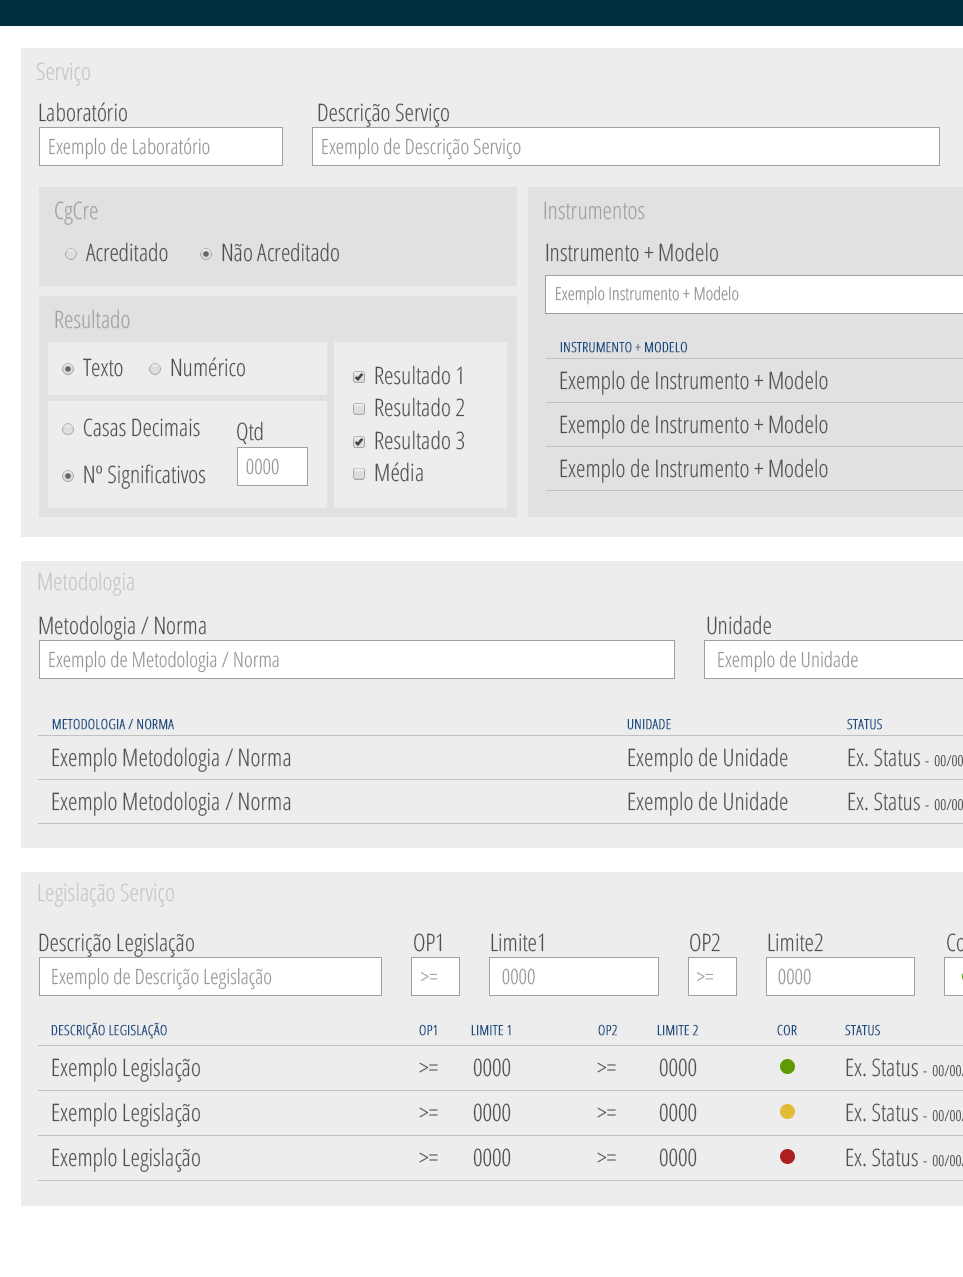 Serviço
Laboratório Descrição Serviço
Exemplo de Laboratório Exemplo de Descrição Serviço
CgCre
Acreditado Não Acreditado
Resultado
Texto Numérico
Casas Decimais Qtd
0000
Nº Significativos
Resultado 1
Resultado 2
Resultado 3
Média
Instrumentos
Instrumento + Modelo
Exemplo Instrumento + Modelo
INSTRUMENTO + MODELO
Exemplo de Instrumento + Modelo
Exemplo de Instrumento + Modelo
Exemplo de Instrumento + Modelo
Metodologia
Metodologia / Norma Unidade
Exemplo de Metodologia / Norma Exemplo de Unidade
METODOLOGIA / NORMA UNIDADE STATUS
Exemplo Metodologia / Norma Exemplo de Unidade Ex. Status - 00/00
Exemplo Metodologia / Norma Exemplo de Unidade Ex. Status - 00/00
Legislação Serviço
Descrição Legislação OP1 Limite1 OP2 Limite2 Co
Exemplo de Descrição Legislação >= 0000 >= 0000
DESCRIÇÃO LEGISLAÇÃO OP1 LIMITE 1 OP2 LIMITE 2 COR STATUS
Exemplo Legislação >= 0000 >= 0000 Ex. Status - 00/00/
Exemplo Legislação >= 0000 >= 0000 Ex. Status - 00/00/
Exemplo Legislação >= 0000 >= 0000 Ex. Status - 00/00/